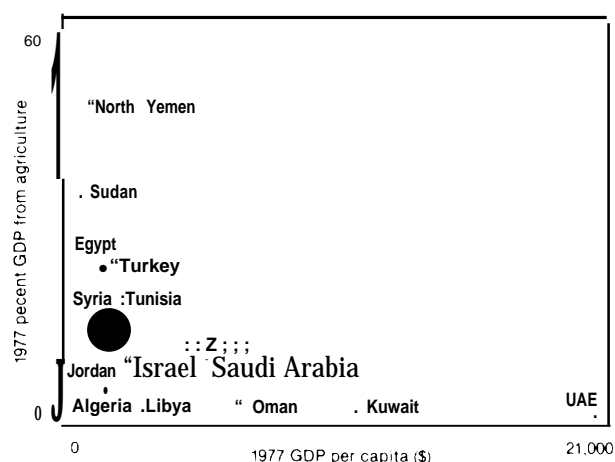 60
“North Yemen
. Sudan
Egypt
“Turkey
Syria :Tunisia
: : Z ; ; ;
Jordan “Israel Saudi Arabia
Algeria .Libya “ Oman . Kuwait UAE
0
0 21,000
1977 GDP per capita ($)
1977 pecent GDP from agriculture